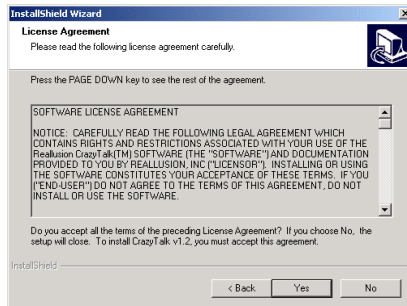 InstallShield Wizard
License Agreement
Please read the following license agreement carefully.
Press the PAGE DOWN key to see the rest of the agreement.
SOFTWARE LICENSE AGREEMENT
NOTICE: CAREFULLY READ THE FOLLOWING LEGAL AGREEMENT WHICH
CONTAINS RIGHTS AND RESTRICTIONS ASSOCIATED WITH YOUR USE OF THE
Reallusion CrazyTalk(TM) SOFTWARE (THE "SOFTWARE") AND DOCUMENTATION
PROVIDED TO YOU BY REALLUSION, INC ("LICENSOR"). INSTALLING OR USING
THE SOFTWARE CONSTITUTES YOUR ACCEPTANCE OF THESE TERMS. IF YOU
("END-USER") DO NOT AGREE TO THE TERMS OF THIS AGREEMENT, DO NOT
INSTALL OR USE THE SOFTWARE.
Do you accept all the terms of the preceding License Agreement? If you choose No, the
setup will close. To install CrazyTalk v1.2, you must accept this agreement.
InstallShield
< Back Yes No